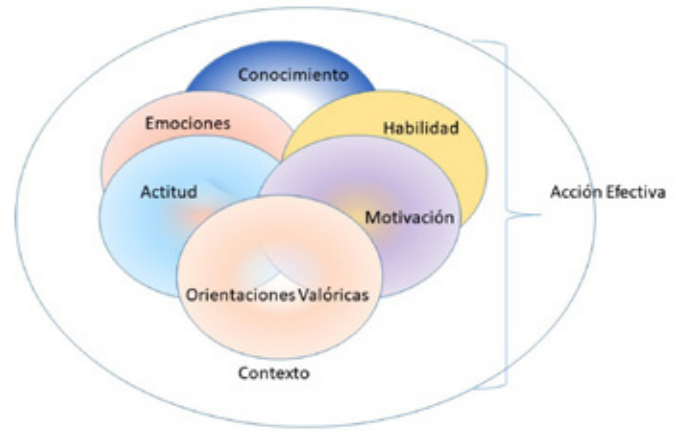 Conocimiento
Emociones
Habilidad
Actitud
Acción Efectiva
Motivación
Orientaciones Valóricas
Contexto